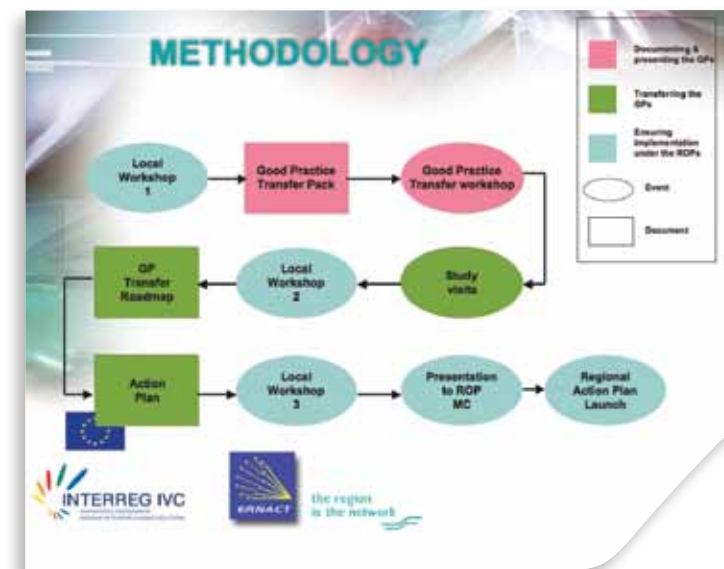 METHODOLOGY
Documenting &
presenting the GPs
Transferring the
GPs
Ensuring
implementation
under the ROPs
Event
Document
Local
Workshop
1
Good Practice
Transfer Pack
Good Practice
Transfer workshop
GP
Transfer
Roadmap
Local
Workshop
2
Study
visits
Action
Plan
Local
Workshop
3
Presentation
to ROP
MC
Regional
Action Plan
Launch
INTERREG IVC
ERNACT
the region
is the network